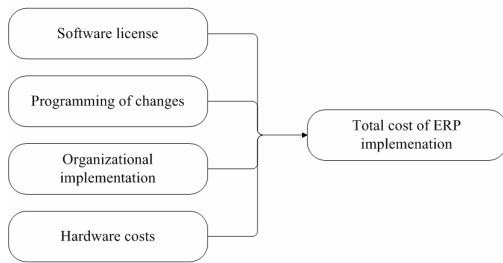 Software license
Programming of changes
Organizational
implementation
Hardware costs
Total cost of ERP
implemenation